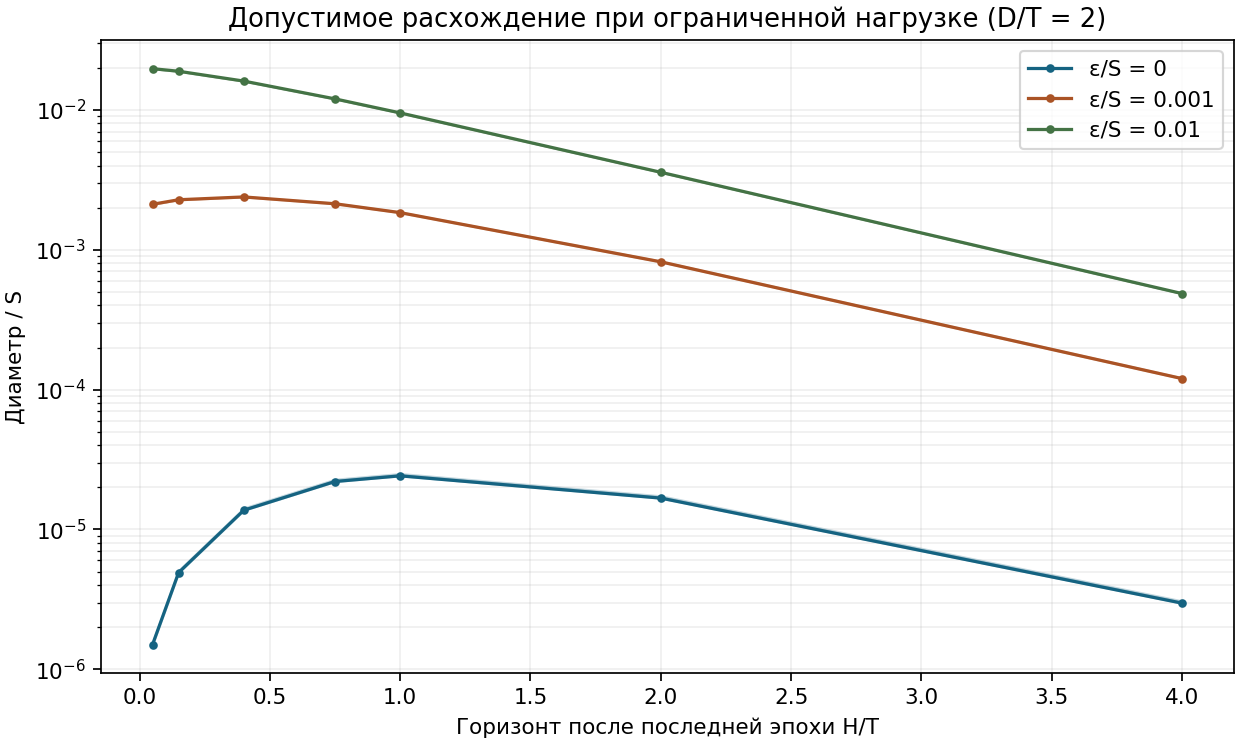 Допустимое расхождение при ограниченной нагрузке (D/T = 2)
ε/S = 0
ε/S = 0.001
ε/S = 0.01
Диаметр / S
10⁻²
10⁻³
10⁻⁴
10⁻⁵
10⁻⁶
0.0 0.5 1.0 1.5 2.0 2.5 3.0 3.5 4.0
Горизонт после последней эпохи H/T